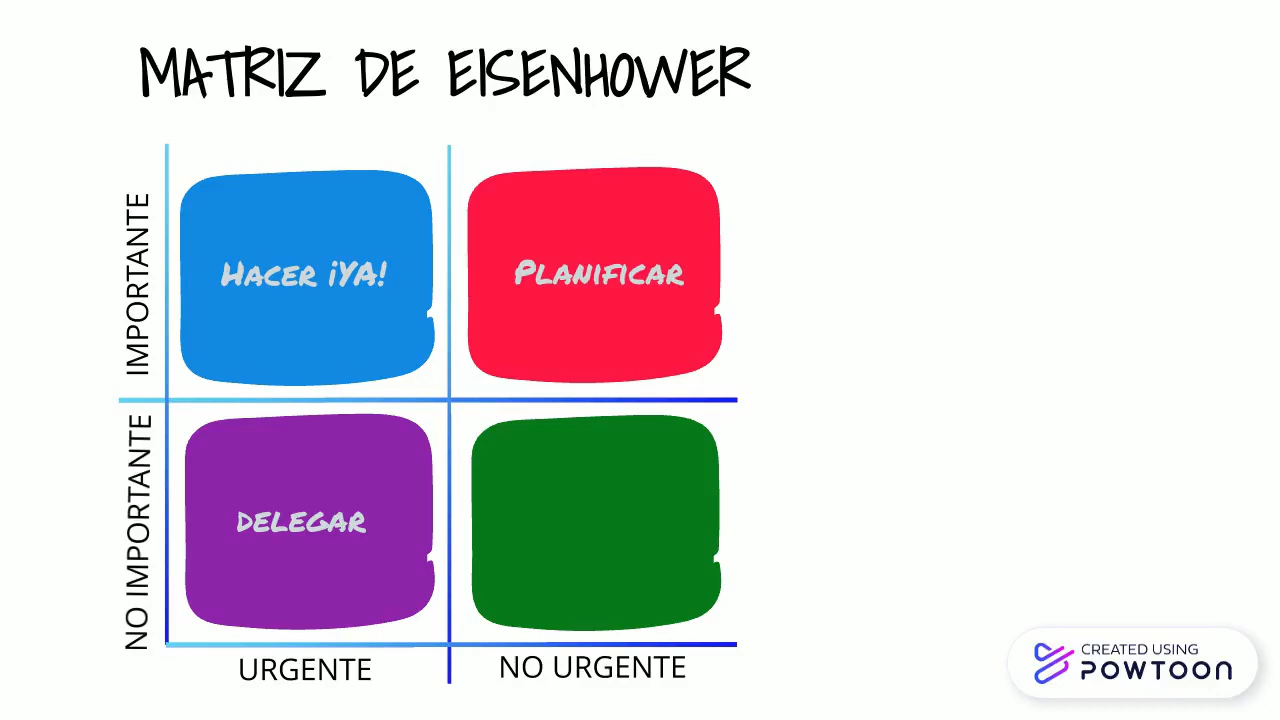 MATRIZ DE EISENHOWER
IMPORTANTE
Hacer ¡YA!
Planificar
NO IMPORTANTE
DELEGAR
URGENTE
NO URGENTE
CREATED USING
POWTOON